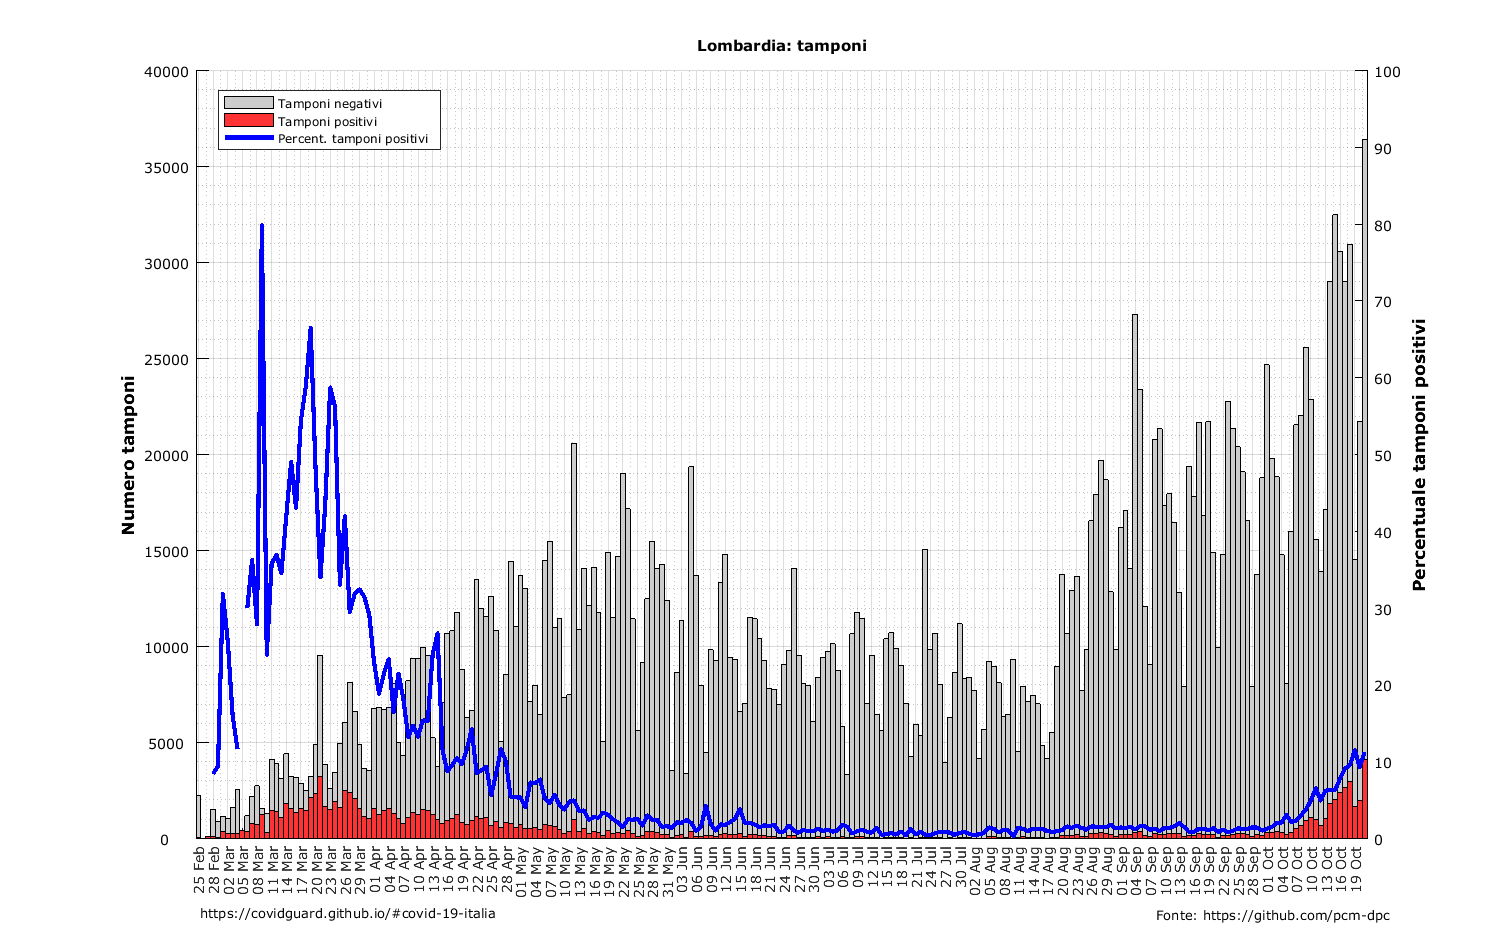 Lombardia: tamponi
40000
35000
30000
25000
20000
15000
10000
5000
0
Numero tamponi
Tamponi negativi
Tamponi positivi
Percent. tamponi positivi
100
90
80
70
60
50
40
30
20
10
0
Percentuale tamponi positivi
25 Feb
28 Feb
02 Mar
05 Mar
08 Mar
11 Mar
14 Mar
17 Mar
20 Mar
23 Mar
26 Mar
29 Mar
01 Apr
04 Apr
07 Apr
10 Apr
13 Apr
16 Apr
19 Apr
22 Apr
25 Apr
28 Apr
01 May
04 May
07 May
10 May
13 May
16 May
19 May
22 May
25 May
28 May
31 May
03 Jun
06 Jun
09 Jun
12 Jun
15 Jun
18 Jun
21 Jun
24 Jun
27 Jun
30 Jun
03 Jul
06 Jul
09 Jul
12 Jul
15 Jul
18 Jul
21 Jul
24 Jul
27 Jul
30 Jul
02 Aug
05 Aug
08 Aug
11 Aug
14 Aug
17 Aug
20 Aug
23 Aug
26 Aug
29 Aug
01 Sep
04 Sep
07 Sep
10 Sep
13 Sep
16 Sep
19 Sep
22 Sep
25 Sep
28 Sep
01 Oct
04 Oct
07 Oct
10 Oct
13 Oct
16 Oct
19 Oct
https://covidguard.github.io/#covid-19-italia
Fonte: https://github.com/pcm-dpc